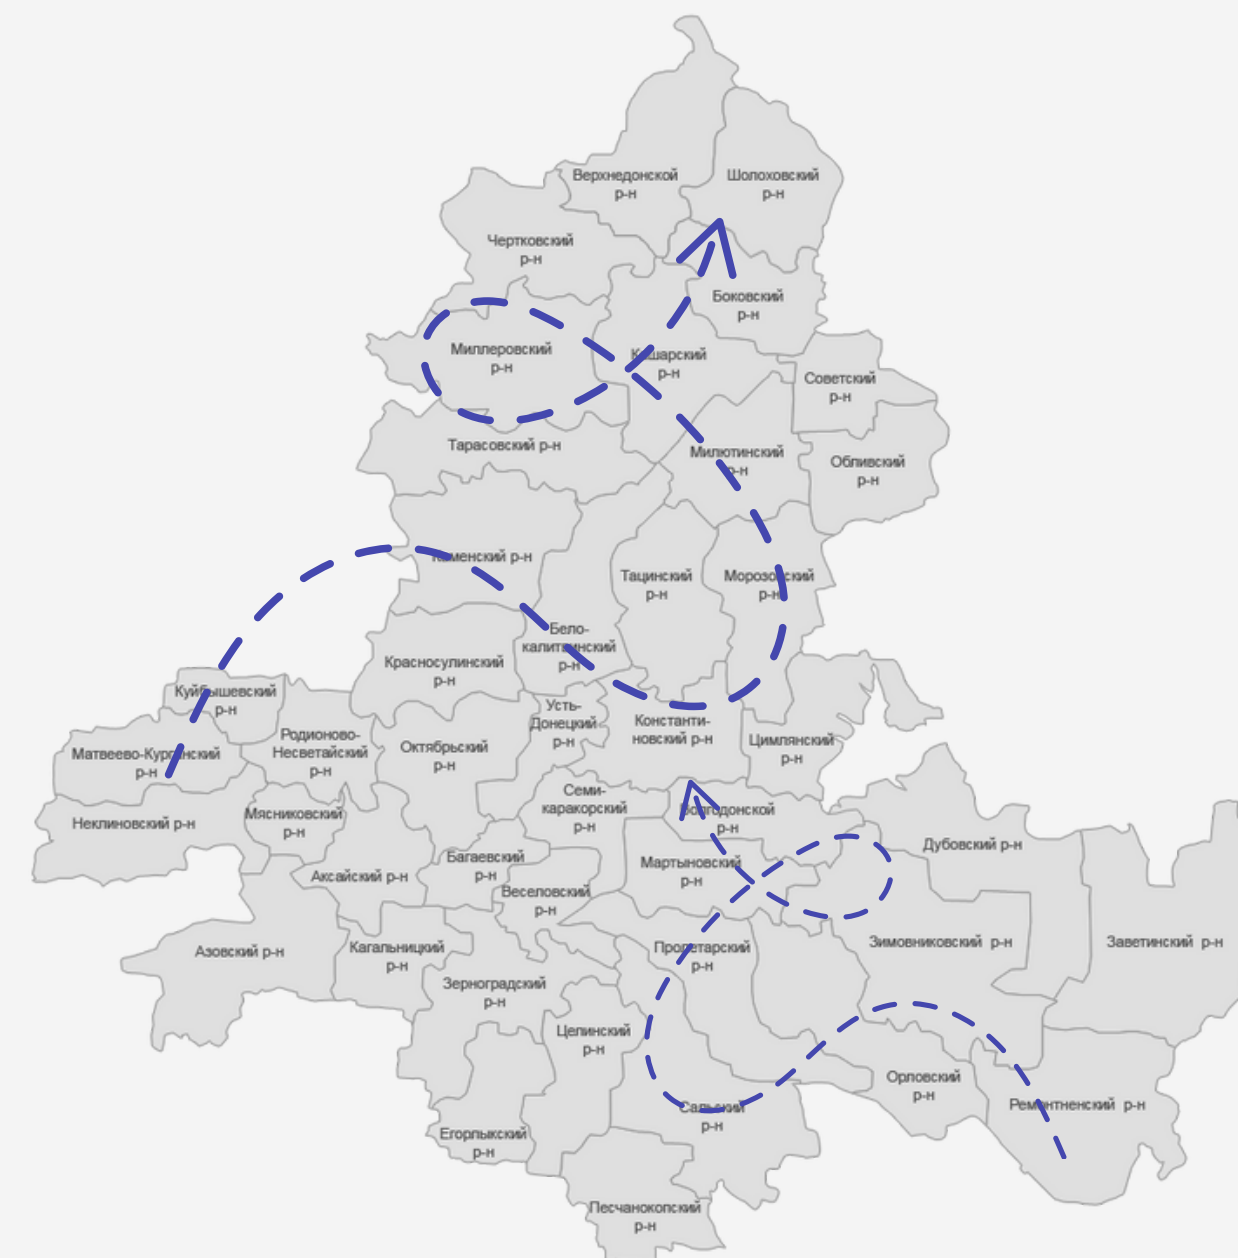 Верхнедонской
р-н
Шолоховский
р-н
Чертковский
р-н
Боковский
р-н
Миллеровский
р-н
Кашарский
р-н
Советский
р-н
Тарасовский р-н
Милютинский
р-н
Обливский
р-н
Каменский р-н
Тацинский
р-н
Морозовский
р-н
Бело-
калитвинский
р-н
Красносулинский
р-н
Куйбышевский
р-н
Усть-
Донецкий
р-н
Константи-
новский р-н
Родионово-
Несветайский
р-н
Матвеево-Курганский
р-н
Октябрьский
р-н
Цимлянский
р-н
Семи-
каракорский
р-н
Волгодонской
р-н
Неклиновский р-н
Мясниковский
р-н
Дубовский р-н
Багаевский
р-н
Мартыновский
р-н
Аксайский р-н
Веселовский
р-н
Азовский р-н
Кагальницкий
р-н
Пролетарский
р-н
Зимовниковский р-н
Заветинский р-н
Зерноградский
р-н
Целинский
р-н
Орловский
р-н
Ремонтненский р-н
Сальский
р-н
Егорлыкский
р-н
Песчанокопский
р-н